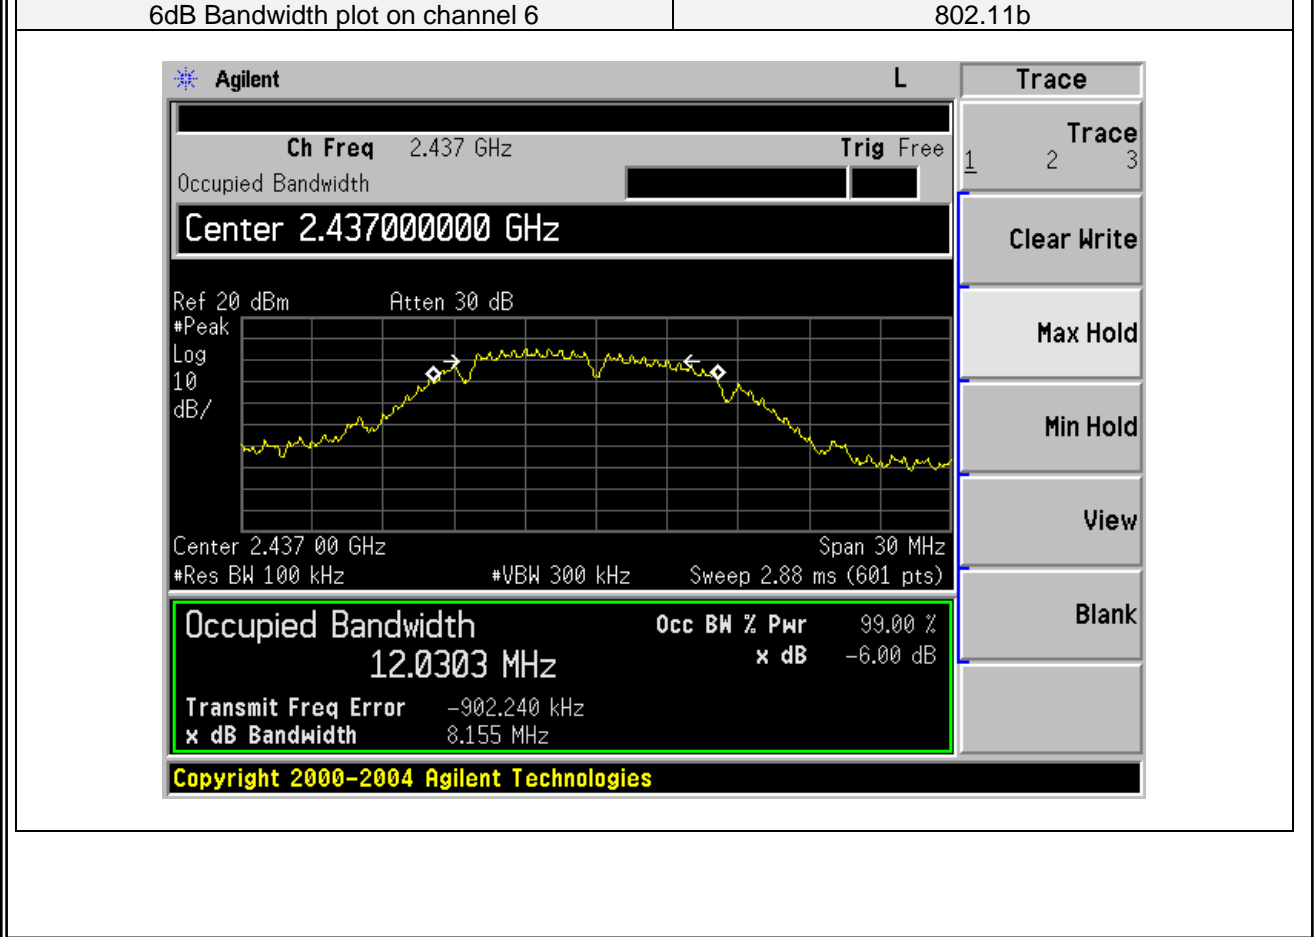 6dB Bandwidth plot on channel 6 802.11b
Agilent L Trace
Ch Freq 2.437 GHz Trig Free
Trace
1 2 3
Occupied Bandwidth
Center 2.437000000 GHz
Clear Write
Ref 20 dBm Atten 30 dB
#Peak
Log
10
dB/
Max Hold
Min Hold
View
Center 2.437 00 GHz Span 30 MHz
#Res BW 100 kHz #VBW 300 kHz Sweep 2.88 ms (601 pts)
Blank
Occupied Bandwidth Occ BW % Pwr 99.00 %
12.0303 MHz x dB -6.00 dB
Transmit Freq Error -902.240 kHz
x dB Bandwidth 8.155 MHz
Copyright 2000-2004 Agilent Technologies